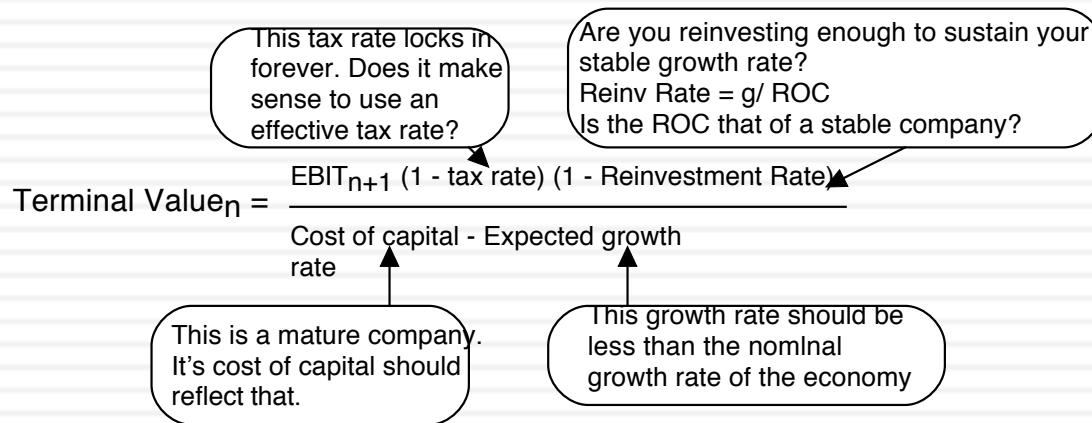 This tax rate locks in
forever. Does it make
sense to use an
effective tax rate?
Are you reinvesting enough to sustain your
stable growth rate?
Reinv Rate = g/ ROC
Is the ROC that of a stable company?
Terminal Valuen =
EBITn+1 (1 - tax rate) (1 - Reinvestment Rate)
Cost of capital - Expected growth
rate
This is a mature company.
It's cost of capital should
reflect that.
This growth rate should be
less than the nomlnal
growth rate of the economy